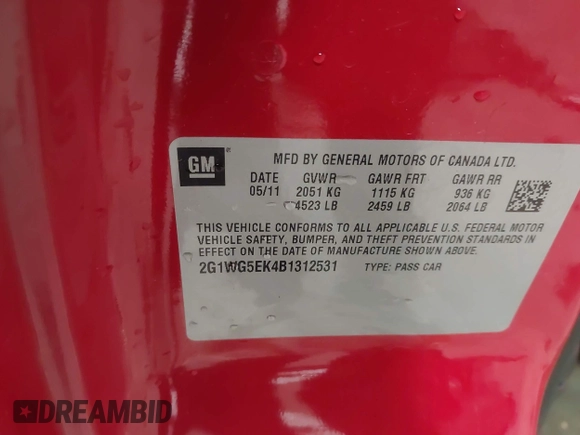 GM
MFD BY GENERAL MOTORS OF CANADA LTD.
DATE GVWR GAWR FRT GAWR RR
05/11 2051 KG 1115 KG 936 KG
4523 LB 2459 LB 2064 LB
THIS VEHICLE CONFORMS TO ALL APPLICABLE U.S. FEDERAL MOTOR
VEHICLE SAFETY, BUMPER, AND THEFT PREVENTION STANDARDS IN
EFFECT ON THE DATE OF MANUFACTURE SHOWN ABOVE.
2G1WG5EK4B1312531 TYPE: PASS CAR
DREAMBID